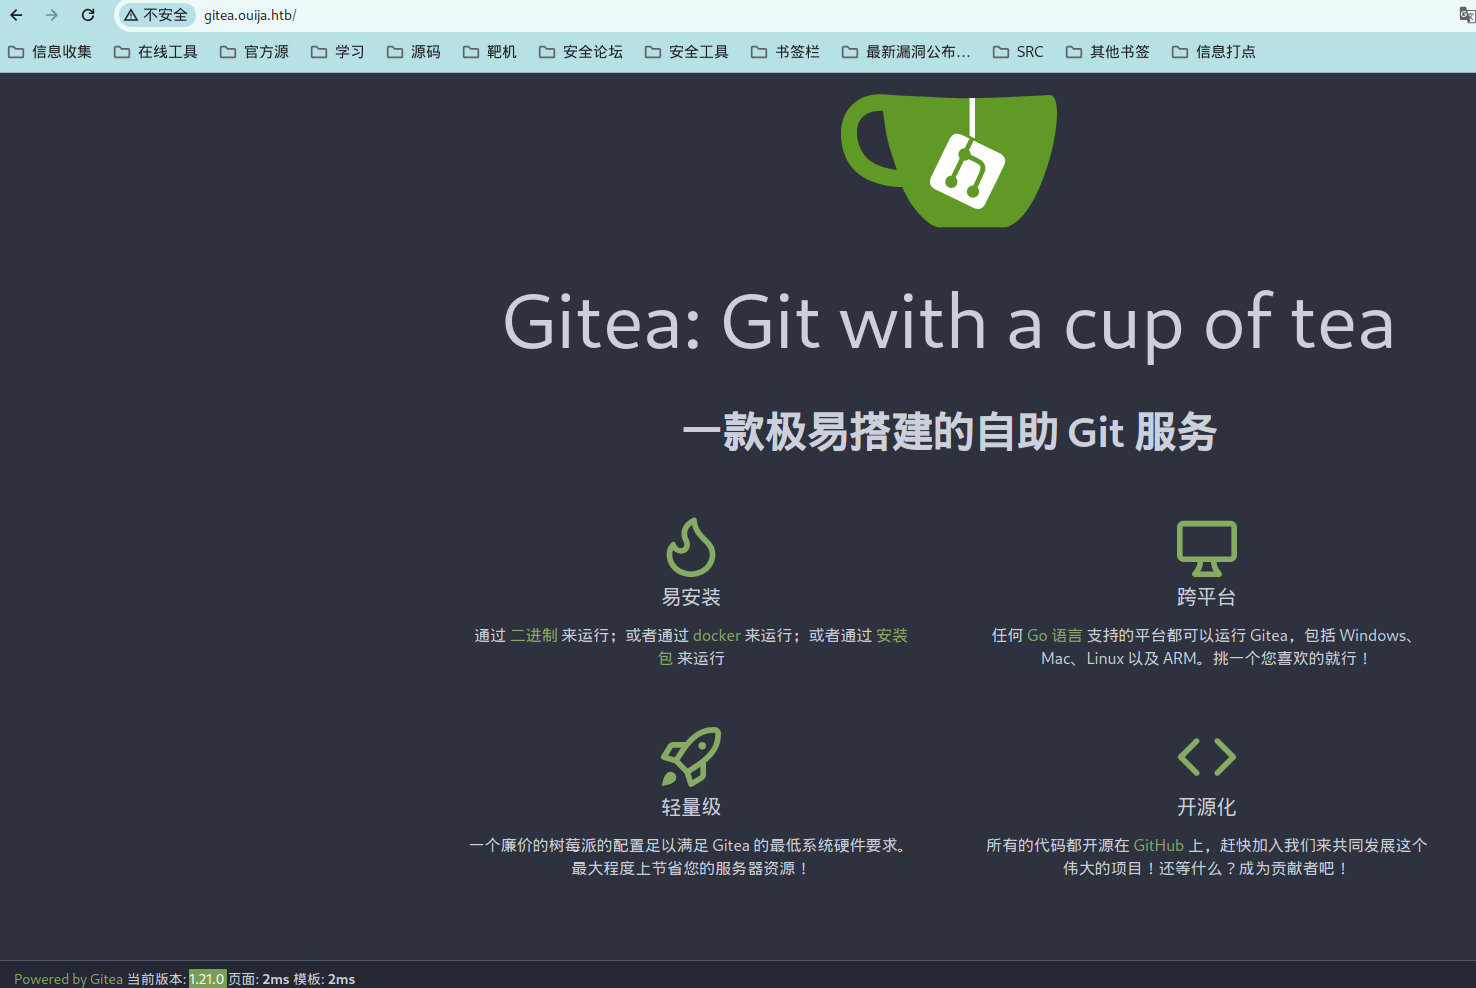 不安全 gitea.ouija.htb/
信息收集 在线工具 官方源 学习 源码 靶机 安全论坛 安全工具 书签栏 最新漏洞公布... SRC 其他书签 信息打点
Gitea: Git with a cup of tea
一款极易搭建的自助 Git 服务
易安装
通过 二进制 来运行；或者通过 docker 来运行；或者通过 安装
包 来运行
跨平台
任何 Go 语言 支持的平台都可以运行 Gitea，包括 Windows、
Mac、Linux 以及 ARM。挑一个您喜欢的就行！
轻量级
一个廉价的树莓派的配置足以满足 Gitea 的最低系统硬件要求。
最大程度上节省您的服务器资源！
开源化
所有的代码都开源在 GitHub 上，赶快加入我们来共同发展这个
伟大的项目！还等什么？成为贡献者吧！
Powered by Gitea 当前版本: 1.21.0 页面: 2ms 模板: 2ms